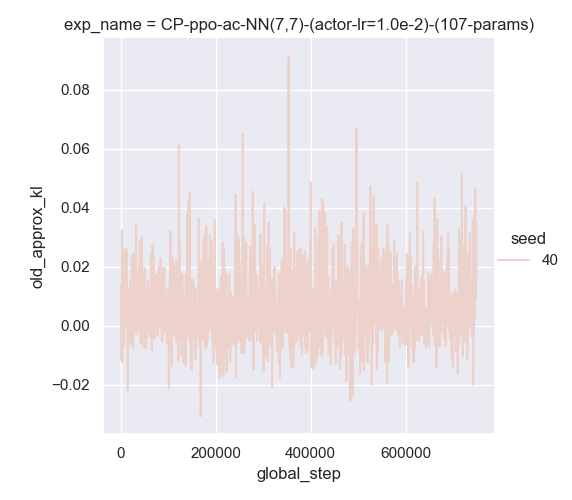 exp_name = CP-ppo-ac-NN(7,7)-(actor-lr=1.0e-2)-(107-params)
0.08
0.06
0.04
0.02
0.00
−0.02
old_approx_kl
seed
40
0
200000
400000
600000
global_step